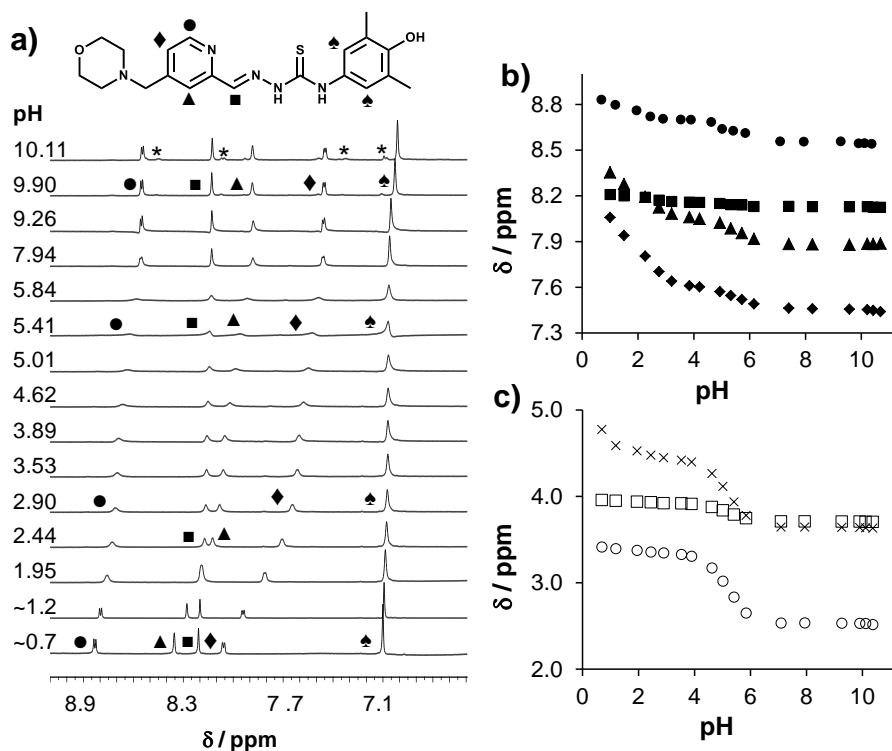 a)
O
N
N
N
N
H
S
N
H
OH
pH
10.11
* * * *
9.90
9.26
7.94
5.84
5.41
5.01
4.62
3.89
3.53
2.90
2.44
1.95
~1.2
~0.7
8.9 8.3 7 .7 7.1
δ / ppm
b)
8.8
8.5
8.2
7.9
7.6
7.3
δ / ppm
0 2 4 6 8 10
pH
c)
5.0
4.0
3.0
2.0
δ / ppm
0 2 4 6 8 10
pH